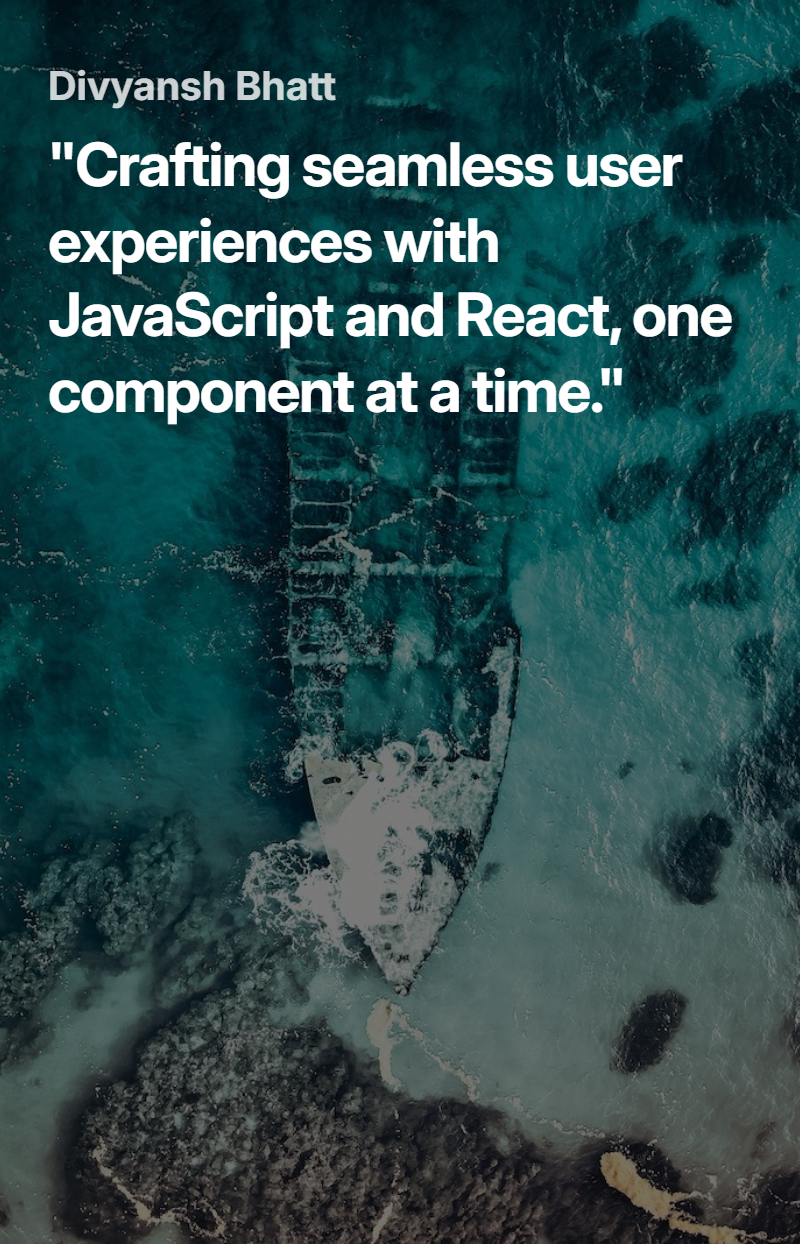 Divyansh Bhatt
"Crafting seamless user
experiences with
JavaScript and React, one
component at a time."